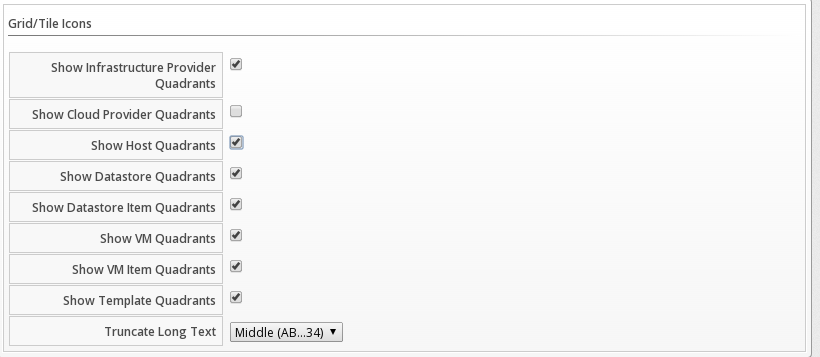 Grid/Tile Icons
Show Infrastructure Provider
Quadrants
Show Cloud Provider Quadrants
Show Host Quadrants
Show Datastore Quadrants
Show Datastore Item Quadrants
Show VM Quadrants
Show VM Item Quadrants
Show Template Quadrants
Truncate Long Text Middle (AB...34)